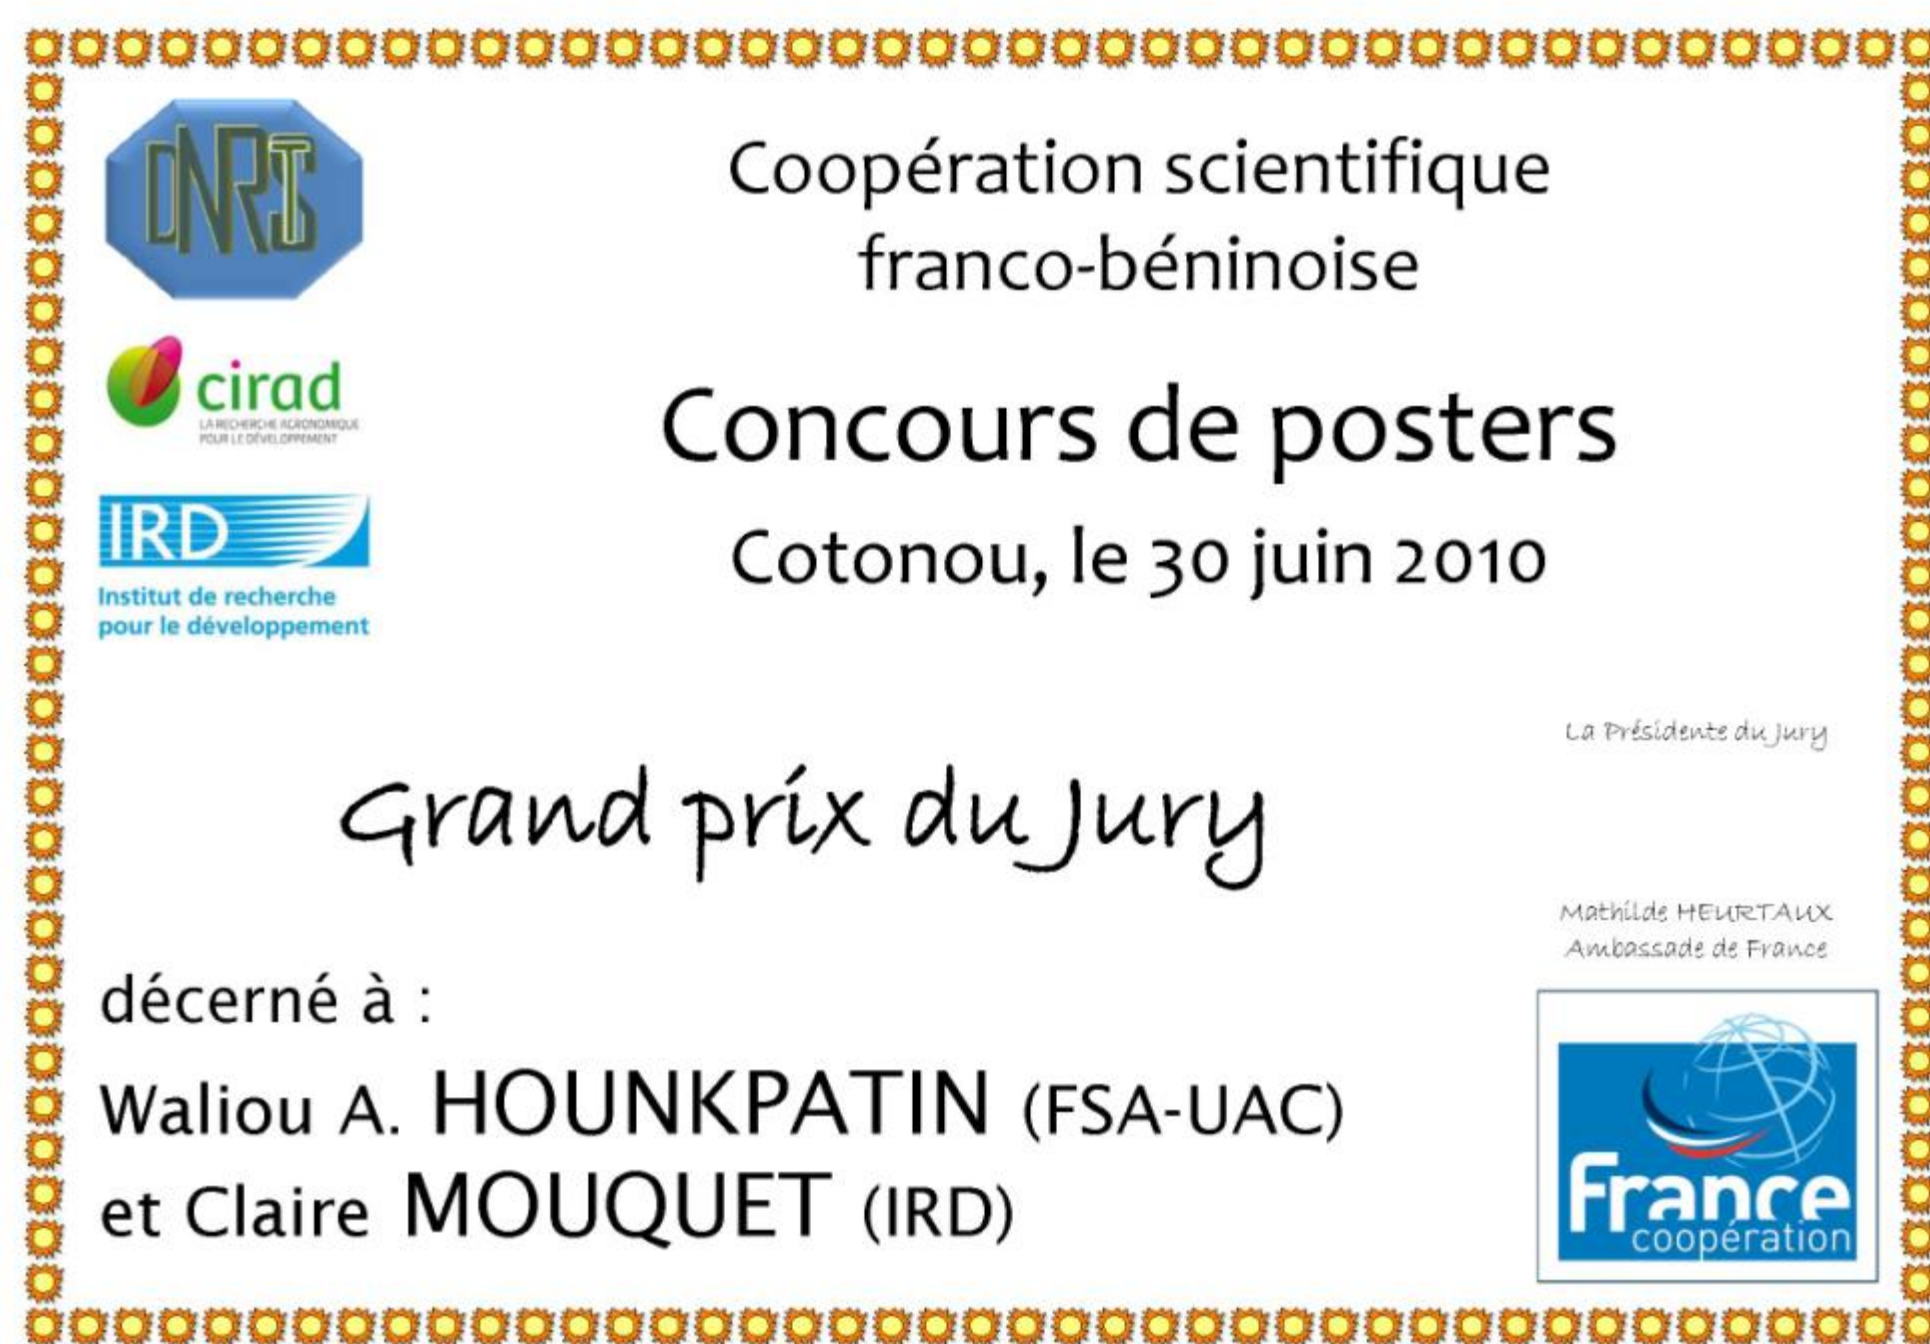 DNRST
cirad
LA RECHERCHE AGRONOMIQUE
POUR LE DÉVELOPPEMENT
IRD
Institut de recherche
pour le développement
Coopération scientifique
franco-béninoise
Concours de posters
Cotonou, le 30 juin 2010
Grand prix du Jury
La Présidente du Jury
Mathilde HEURTAUX
Ambassade de France
décerné à :
Waliou A. HOUNKPATIN (FSA-UAC)
et Claire MOUQUET (IRD)
France
coopération